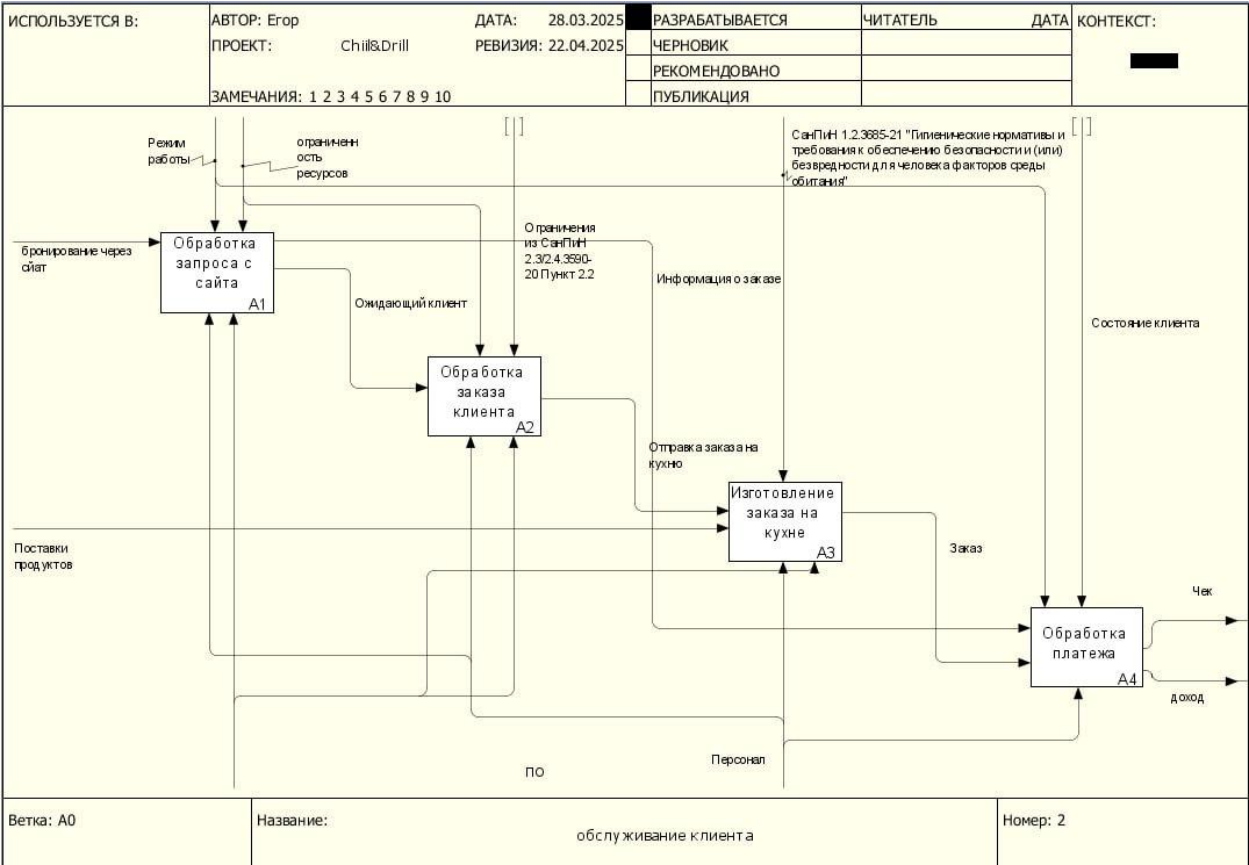 ИСПОЛЬЗУЕТСЯ В:
АВТОР: Егор
ДАТА: 28.03.2025
ПРОЕКТ: Chiil&Drill
РЕВИЗИЯ: 22.04.2025
ЗАМЕЧАНИЯ: 1 2 3 4 5 6 7 8 9 10
РАЗРАБАТЫВАЕТСЯ
ЧЕРНОВИК
РЕКОМЕНДОВАНО
ПУБЛИКАЦИЯ
ЧИТАТЕЛЬ
ДАТА
КОНТЕКСТ:
Режим
работы
ограниченн
ость
ресурсов
СанПиН 1.2.3685-21 "Гигиенические нормативы и
требования к обеспечению безопасности и (или)
безвредности для человека факторов среды
обитания"
бронирование через
сйат
Обработка
запроса с
сайта
A1
Ограничения
из СанПиН
2.3/2.4.3590-
20 Пункт 2.2
Информация о заказе
Ожидающий клиент
Состояние клиента
Обработка
заказа
клиента
A2
Отправка заказа на
кухню
Изготовление
заказа на
кухне
A3
Поставки
продуктов
Заказ
Чек
Обработка
платежа
A4
доход
Персонал
ПО
Ветка: A0
Название:
обслуживание клиента
Номер: 2